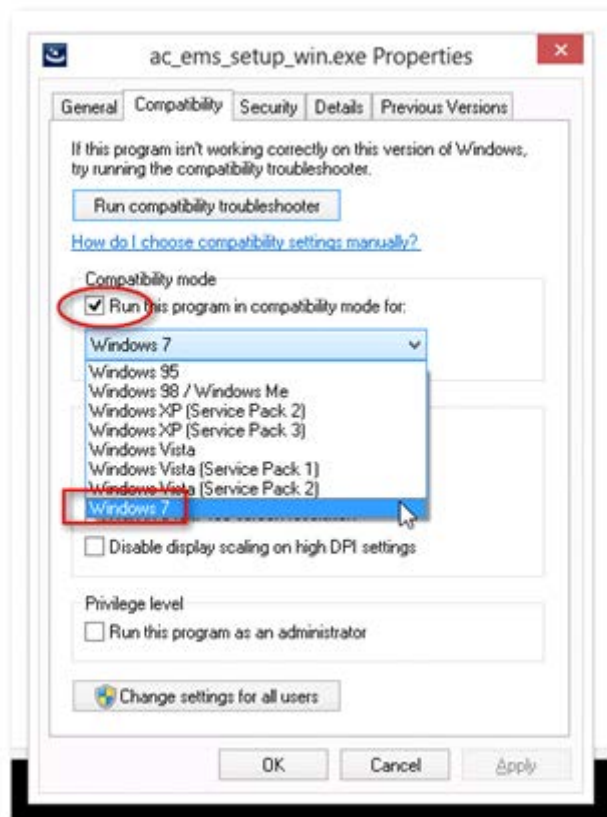 ac_ems_setup_win.exe Properties
General Compatibility Security Details Previous Versions
If this program isn't working correctly on this version of Windows,
try running the compatibility troubleshooter.
Run compatibility troubleshooter
How do I choose compatibility settings manually?
Compatibility mode
Run this program in compatibility mode for:
Windows 7
Windows 95
Windows 98 / Windows Me
Windows XP (Service Pack 2)
Windows XP (Service Pack 3)
Windows Vista
Windows Vista (Service Pack 1)
Windows Vista (Service Pack 2)
Windows 7
Disable display scaling on high DPI settings
Privilege level
Run this program as an administrator
Change settings for all users
OK Cancel Apply